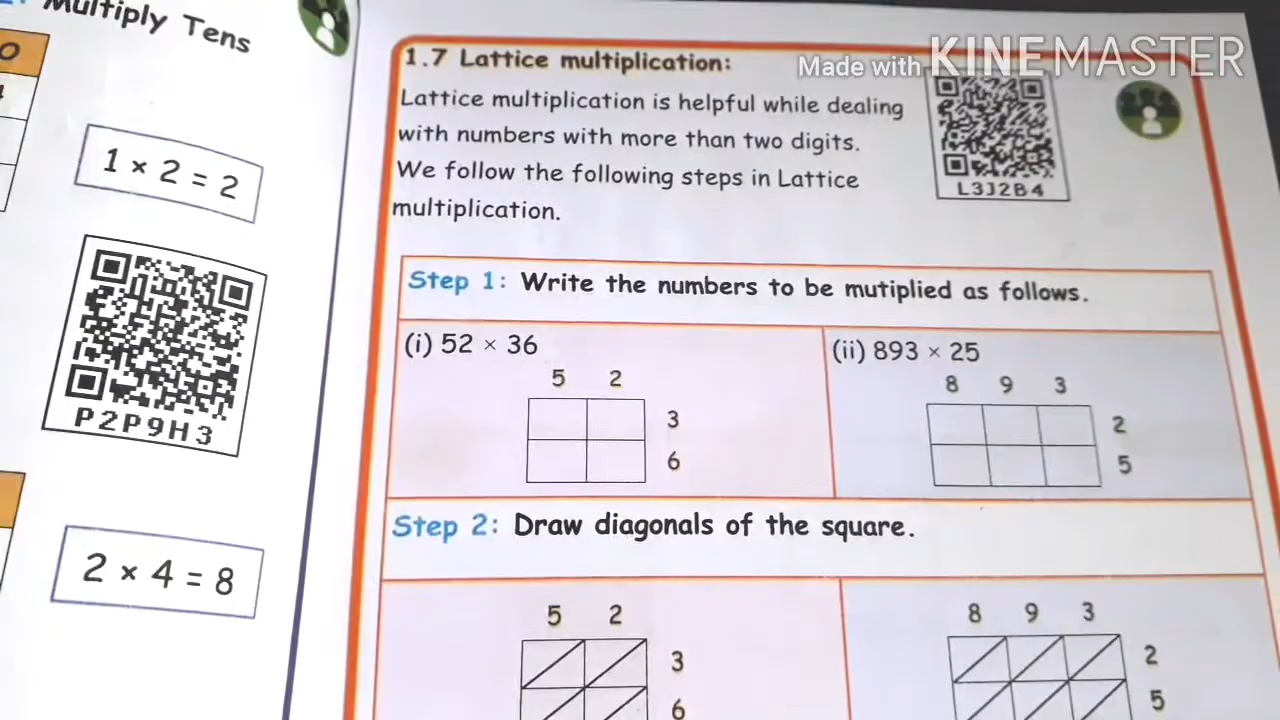 Multiply Tens
1 × 2 = 2
P2P9H3
2 × 4 = 8
Made with KINEMASTER
1.7 Lattice multiplication:
Lattice multiplication is helpful while dealing
with numbers with more than two digits.
We follow the following steps in Lattice
multiplication.
L3J2B4
Step 1: Write the numbers to be mutiplied as follows.
(i) 52 × 36
5 2
3
6
(ii) 893 × 25
8 9 3
2
5
Step 2: Draw diagonals of the square.
5 2
3
6
8 9 3
2
5